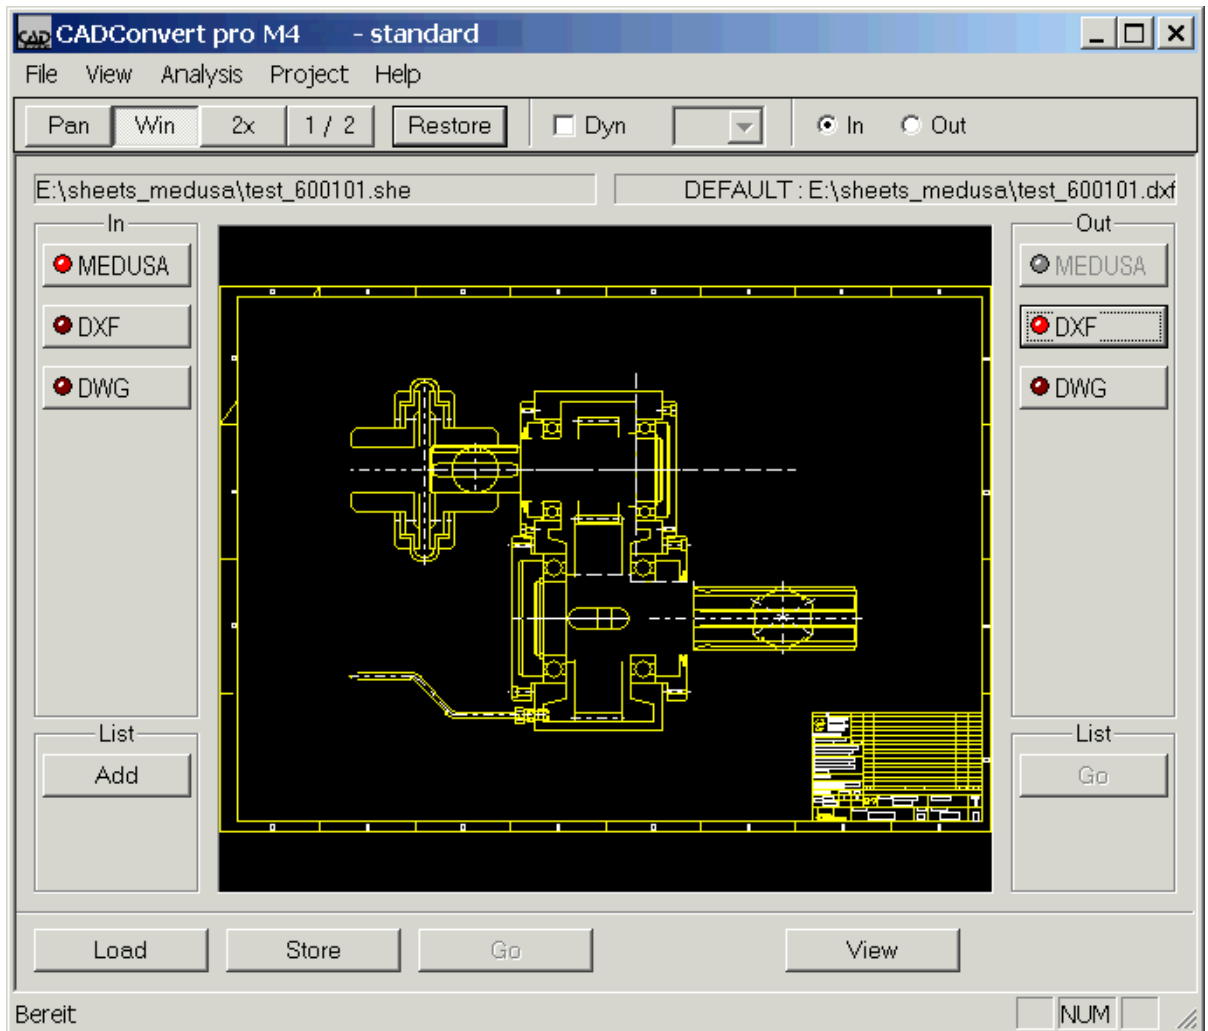 CAD CADConvert pro M4 - standard
File View Analysis Project Help
Pan Win 2x 1 / 2 Restore Dyn In Out
E:\sheets_medusa\test_600101.she DEFAULT : E:\sheets_medusa\test_600101.dxf
In Out
MEDUSA MEDUSA
DXF DXF
DWG DWG
List List
Add Go
Load Store Go View
Bereit NUM